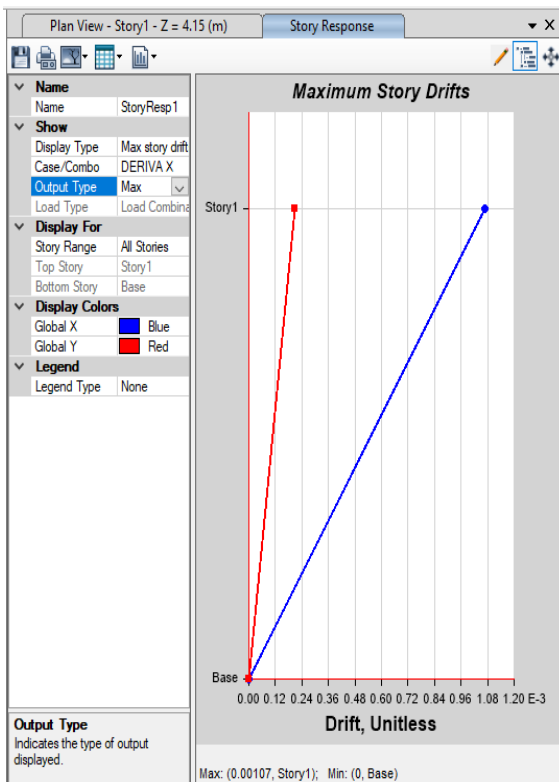 Plan View - Story1 - Z = 4.15 (m)
Story Response
Name
Name StoryResp1
Show
Display Type Max story drift
Case/Combo DERIVA X
Output Type Max
Load Type Load Combina
Display For
Story Range All Stories
Top Story Story1
Bottom Story Base
Display Colors
Global X Blue
Global Y Red
Legend
Legend Type None
Output Type
Indicates the type of output
displayed.
Maximum Story Drifts
Story1
Base
0.00 0.12 0.24 0.36 0.48 0.60 0.72 0.84 0.96 1.08 1.20 E-3
Drift, Unitless
Max: (0.00107, Story1); Min: (0, Base)